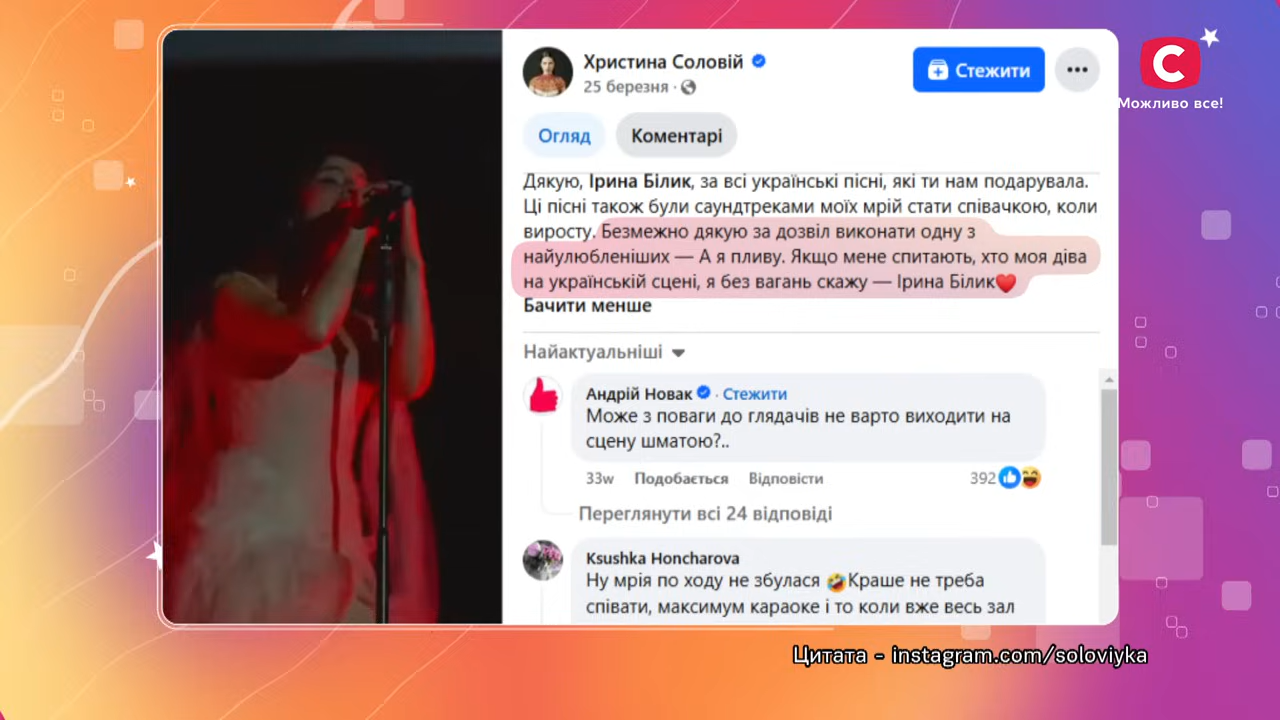 Христина Соловій
25 березня
Стежити
Огляд
Коментарі
Дякую, Ірина Білик, за всі українські пісні, які ти нам подарувала.
Ці пісні також були саундтреками моїх мрій стати співачкою, коли
виросту. Безмежно дякую за дозвіл виконати одну з
найулюбленіших — А я пливу. Якщо мене спитають, хто моя діва
на українській сцені, я без вагань скажу — Ірина Білик❤️
Бачити менше
Найактуальніші
Андрій Новак · Стежити
Може з поваги до глядачів не варто виходити на
сцену шматою?..
33w Подобається Відповісти 392
Переглянути всі 24 відповіді
Ksushka Honcharova
Ну мрія по ходу не збулася 🤣Краше не треба
співати, максимум караоке і то коли вже весь зал
С
Можливо все!
Цитата - instagram.com/soloviyka